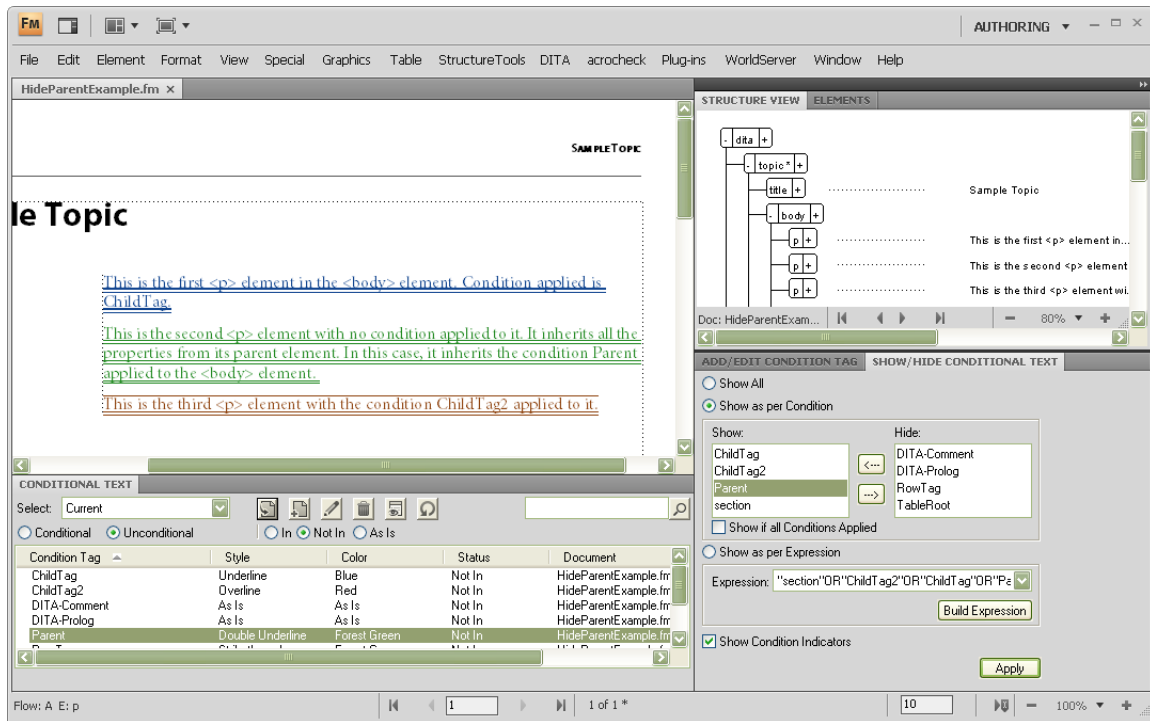 FM
AUTHORING
File Edit Element Format View Special Graphics Table StructureTools DITA acrocheck Plug-ins WorldServer Window Help
HideParentExample.fm ×
SAMPLE TOPIC
le Topic
This is the first <p> element in the <body> element. Condition applied is
ChildTag.
This is the second <p> element with no condition applied to it. It inherits all the
properties from its parent element. In this case, it inherits the condition Parent
applied to the <body> element.
This is the third <p> element with the condition ChildTag2 applied to it.
STRUCTURE VIEW ELEMENTS
- dita +
- topic* +
title + Sample Topic
- body +
p + This is the first <p> element in...
p + This is the second <p> element
p + This is the third <p> element wi.
Doc: HideParentExam... 80%
ADD/EDIT CONDITION TAG SHOW/HIDE CONDITIONAL TEXT
Show All
Show as per Condition
Show: Hide:
ChildTag DITA-Comment
ChildTag2 <--- DITA-Prolog
Parent ---> RowTag
section TableRoot
Show if all Conditions Applied
Show as per Expression
Expression: "section"OR"ChildTag2"OR"ChildTag"OR"Pa
Build Expression
Show Condition Indicators
Apply
CONDITIONAL TEXT
Select: Current
Conditional Unconditional In Not In As Is
Condition Tag Style Color Status Document
ChildTag Underline Blue Not In HideParentExample.fm
ChildTag2 Overline Red Not In HideParentExample.fm
DITA-Comment As Is As Is Not In HideParentExample.fm
DITA-Prolog As Is As Is Not In HideParentExample.fm
Parent Double Underline Forest Green Not In HideParentExample.fm
Flow: A E: p 1 1 of 1 * 10 100%